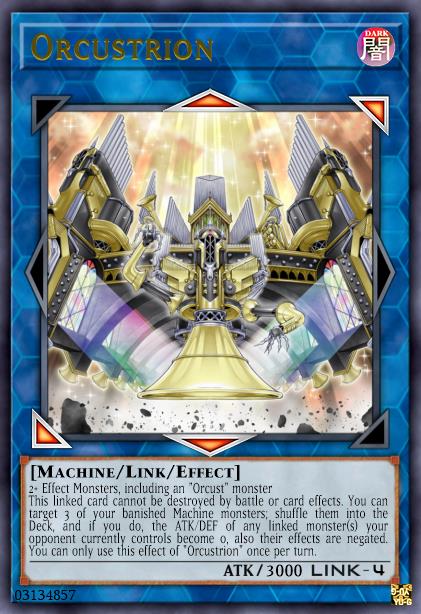 ORCUSTRION
DARK
闇
[MACHINE/LINK/EFFECT]
2+ Effect Monsters, including an "Orcust" monster
This linked card cannot be destroyed by battle or card effects. You can
target 3 of your banished Machine monsters; shuffle them into the
Deck, and if you do, the ATK/DEF of any linked monster(s) your
opponent currently controls become 0, also their effects are negated.
You can only use this effect of "Orcustrion" once per turn.
ATK/3000 LINK-4
03134857